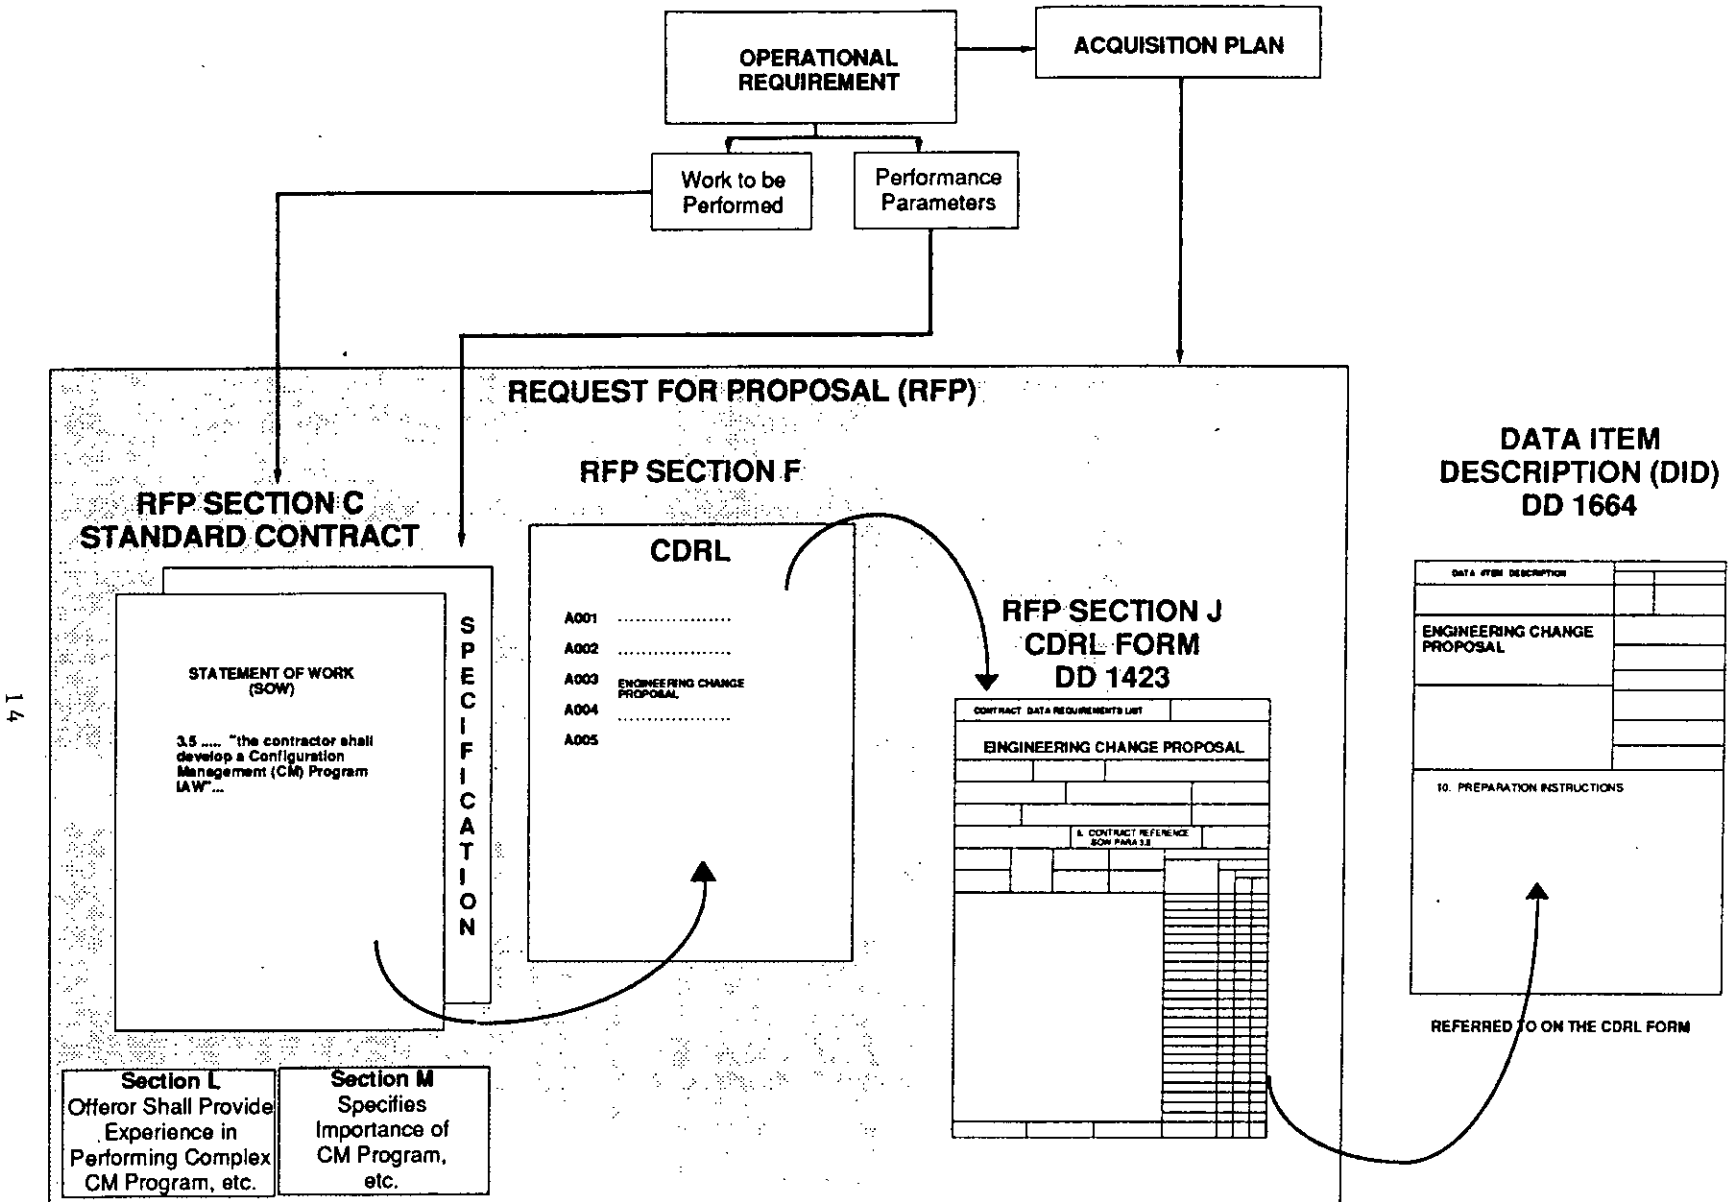 OPERATIONAL
REQUIREMENT
ACQUISITION PLAN
Work to be
Performed
Performance
Parameters
REQUEST FOR PROPOSAL (RFP)
RFP SECTION C
STANDARD CONTRACT
STATEMENT OF WORK
(SOW)
3.5 ..... "the contractor shall
develop a Configuration
Management (CM) Program
IAW"...
SPECIFICATION
RFP SECTION F
CDRL
A001 ....................
A002 ....................
A003 ENGINEERING CHANGE
PROPOSAL
A004 ....................
A005
RFP SECTION J
CDRL FORM
DD 1423
CONTRACT DATA REQUIREMENTS LIST
ENGINEERING CHANGE PROPOSAL
CONTRACT REFERENCE
SOW PARA
DATA ITEM
DESCRIPTION (DID)
DD 1664
DATA ITEM DESCRIPTION
ENGINEERING CHANGE
PROPOSAL
10. PREPARATION INSTRUCTIONS
REFERRED TO ON THE CDRL FORM
Section L
Offeror Shall Provide
Experience in
Performing Complex
CM Program, etc.
Section M
Specifies
Importance of
CM Program,
etc.
14